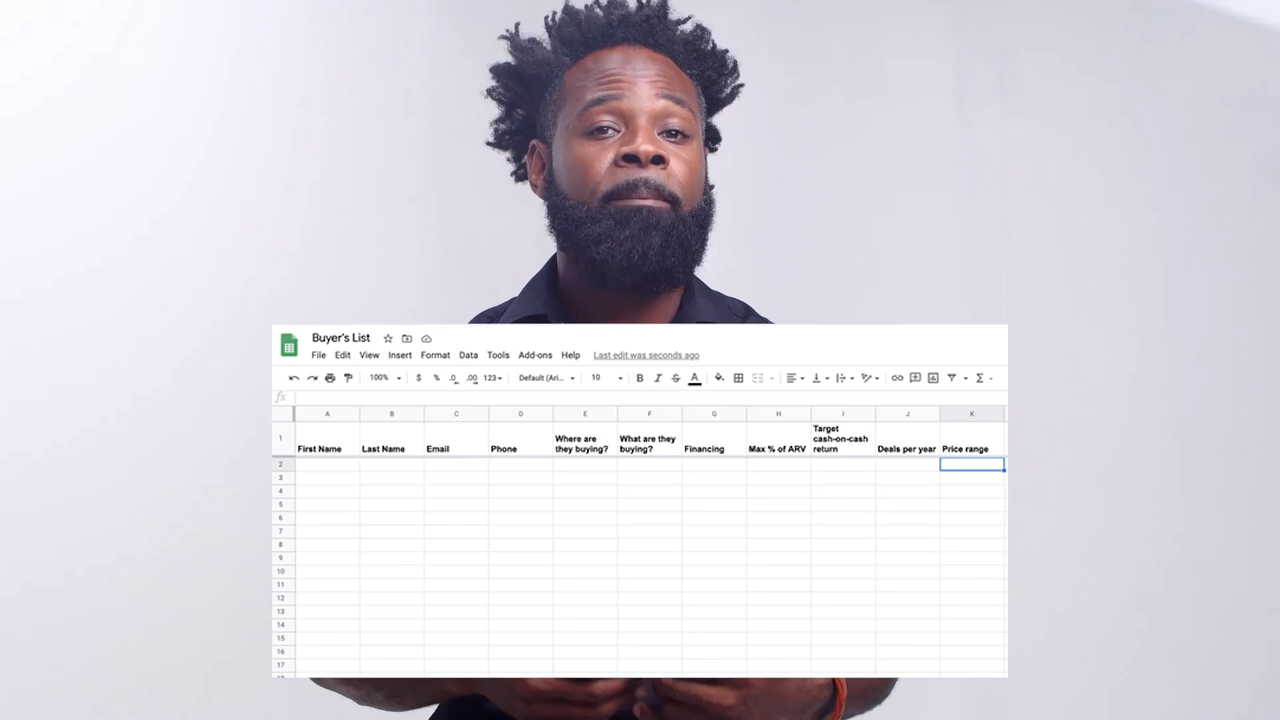 Buyer's List
File Edit View Insert Format Data Tools Add-ons Help Last edit was seconds ago
100% $ % .0 .00 123 Default (Ari... 10 B I S A
fx
A B C D E F G H I J K
1 First Name Last Name Email Phone Where are they buying? What are they buying? Financing Max % of ARV Target cash-on-cash return Deals per year Price range
2
3
4
5
6
7
8
9
10
11
12
13
14
15
16
17